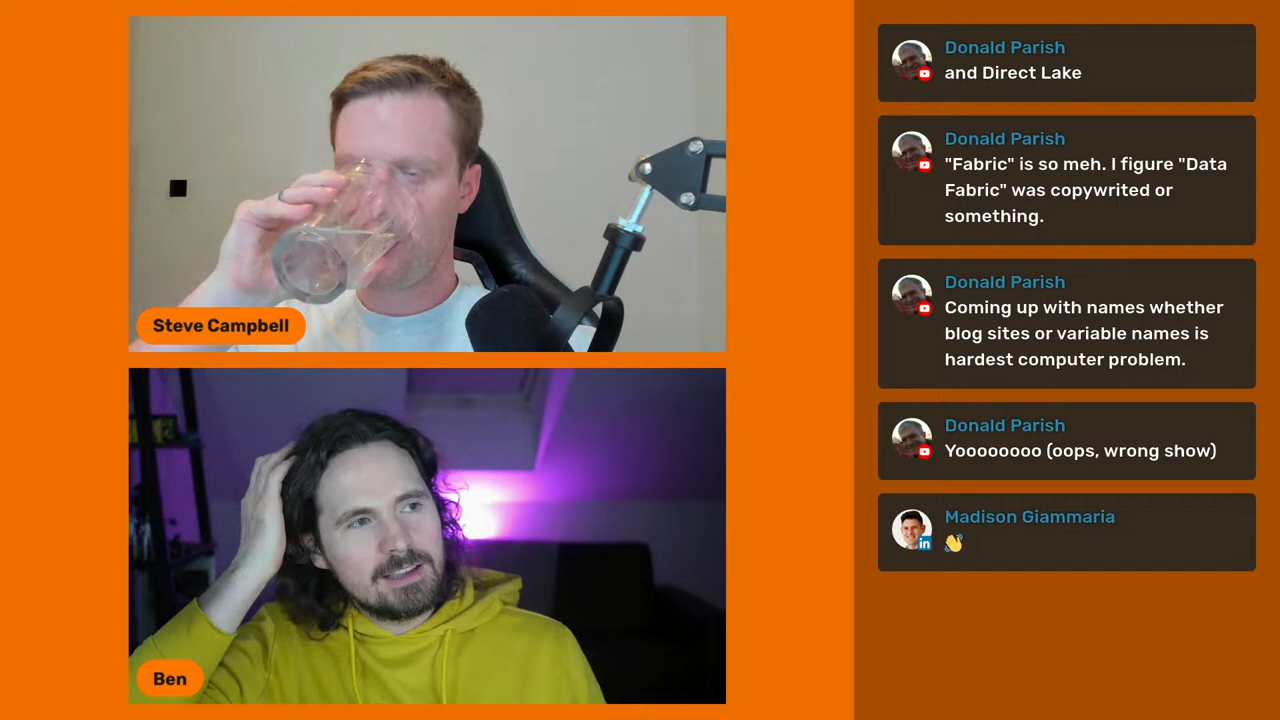 Steve Campbell
Ben
Donald Parish
and Direct Lake
Donald Parish
"Fabric" is so meh. I figure "Data
Fabric" was copywrited or
something.
Donald Parish
Coming up with names whether
blog sites or variable names is
hardest computer problem.
Donald Parish
Yoooooooo (oops, wrong show)
Madison Giammaria
👋
in